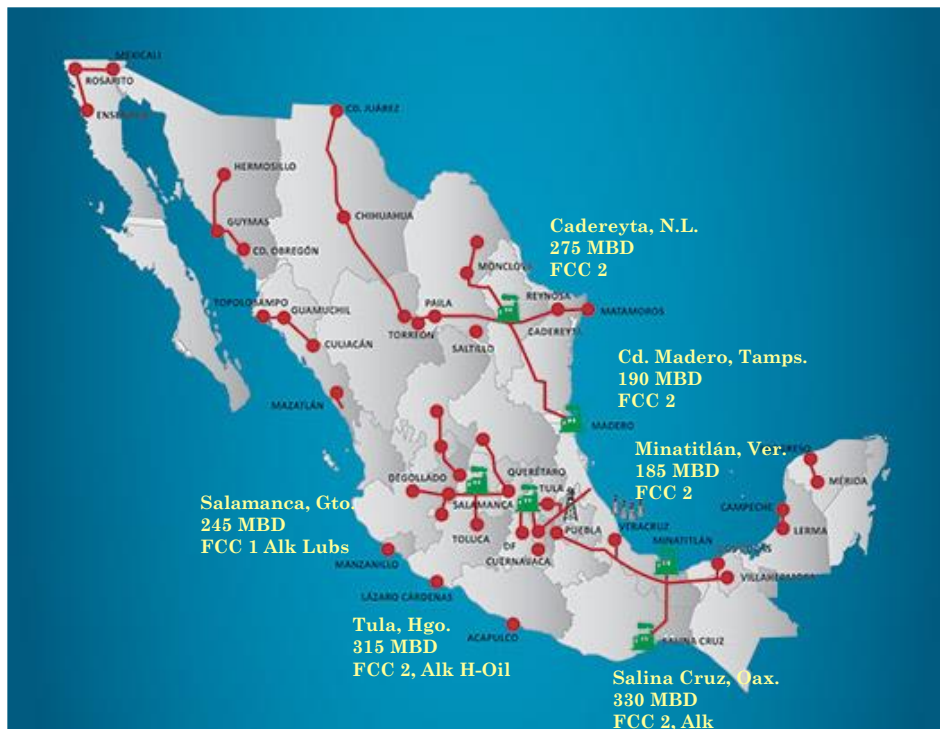 MEXICALI
ROSARITO
CD. JUÁREZ
HERMOSILLO
GUYMAS
CHIHUAHUA
CD. OBREGÓN
Cadereyta, N.L.
275 MBD
FCC 2
MONCLOVA
TOPOLOBAMPO
GUAMUCHIL
PAILA
REYNOSA
MATAMOROS
TORREÓN
CADEREYTA
CULIACÁN
SALTILLO
Cd. Madero, Tamps.
190 MBD
FCC 2
MAZATLÁN
MADERO
Minatitlán, Ver.
185 MBD
FCC 2
DEGOLLADO
QUERÉTARO
TULA
MÉRIDA
Salamanca, Gto.
245 MBD
FCC 1 Alk Lubs
SALAMANCA
CAMPECHE
VERACRUZ
PUEBLA
LERMA
TOLUCA
DF
MINATITLÁN
CUERNAVACA
MANZANILLO
VILLAHERMOSA
LÁZARO CÁRDENAS
Tula, Hgo.
315 MBD
FCC 2, Alk H-Oil
ACAPULCO
SALINA CRUZ
Salina Cruz, Oax.
330 MBD
FCC 2, Alk